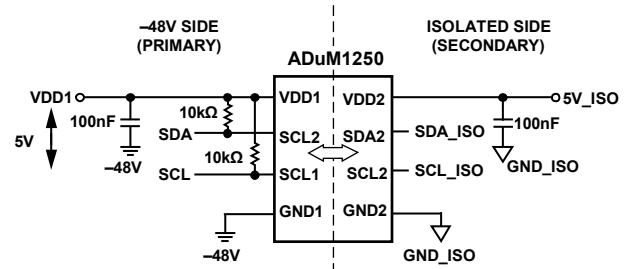 –48V SIDE
(PRIMARY)
ISOLATED SIDE
(SECONDARY)
ADuM1250
VDD1
5V
100nF
–48V
10kΩ
10kΩ
SDA
SCL
VDD1
SCL2
SCL1
GND1
–48V
VDD2
SDA2
SCL2
GND2
5V_ISO
100nF
GND_ISO
SDA_ISO
SCL_ISO
GND_ISO